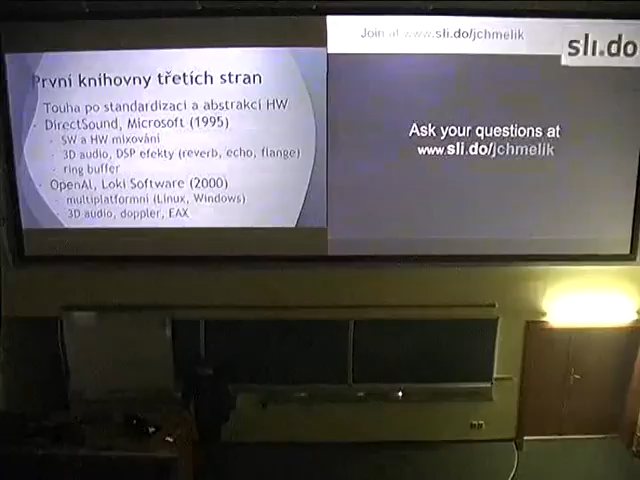 První knihovny třetích stran
Touha po standardizaci a abstrakci HW
- DirectSound, Microsoft (1995)
- SW a HW mixování
- 3D audio, DSP efekty (reverb, echo, flange)
- ring buffer
- OpenAl, Loki Software (2000)
- multiplatformní (Linux, Windows)
- 3D audio, doppler, EAX
Join at www.sli.do/jchmelik
sli.do
Ask your questions at
www.sli.do/jchmelik